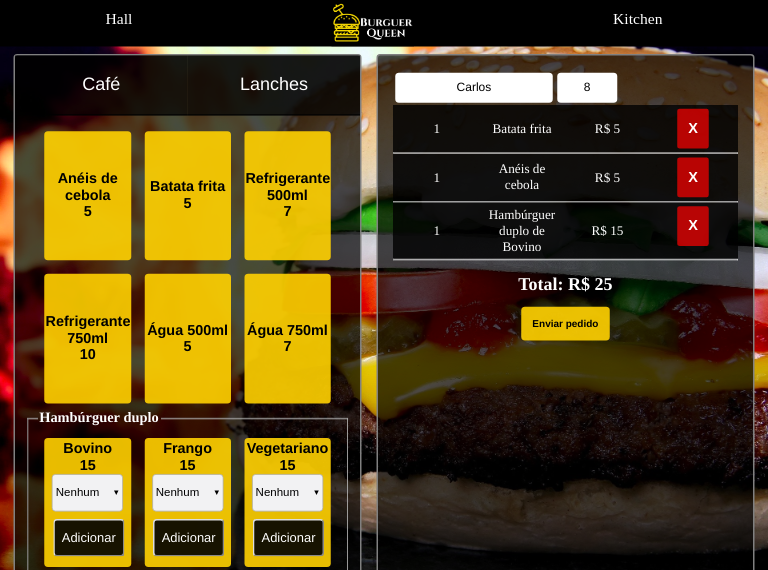 Hall
BURGUER
QUEEN
Kitchen
Café
Lanches
Anéis de
cebola
5
Batata frita
5
Refrigerante
500ml
7
Refrigerante
750ml
10
Água 500ml
5
Água 750ml
7
Hambúrguer duplo
Bovino
15
Nenhum
Adicionar
Frango
15
Nenhum
Adicionar
Vegetariano
15
Nenhum
Adicionar
Carlos
8
1
Batata frita
R$ 5
X
1
Anéis de
cebola
R$ 5
X
1
Hambúrguer
duplo de
Bovino
R$ 15
X
Total: R$ 25
Enviar pedido